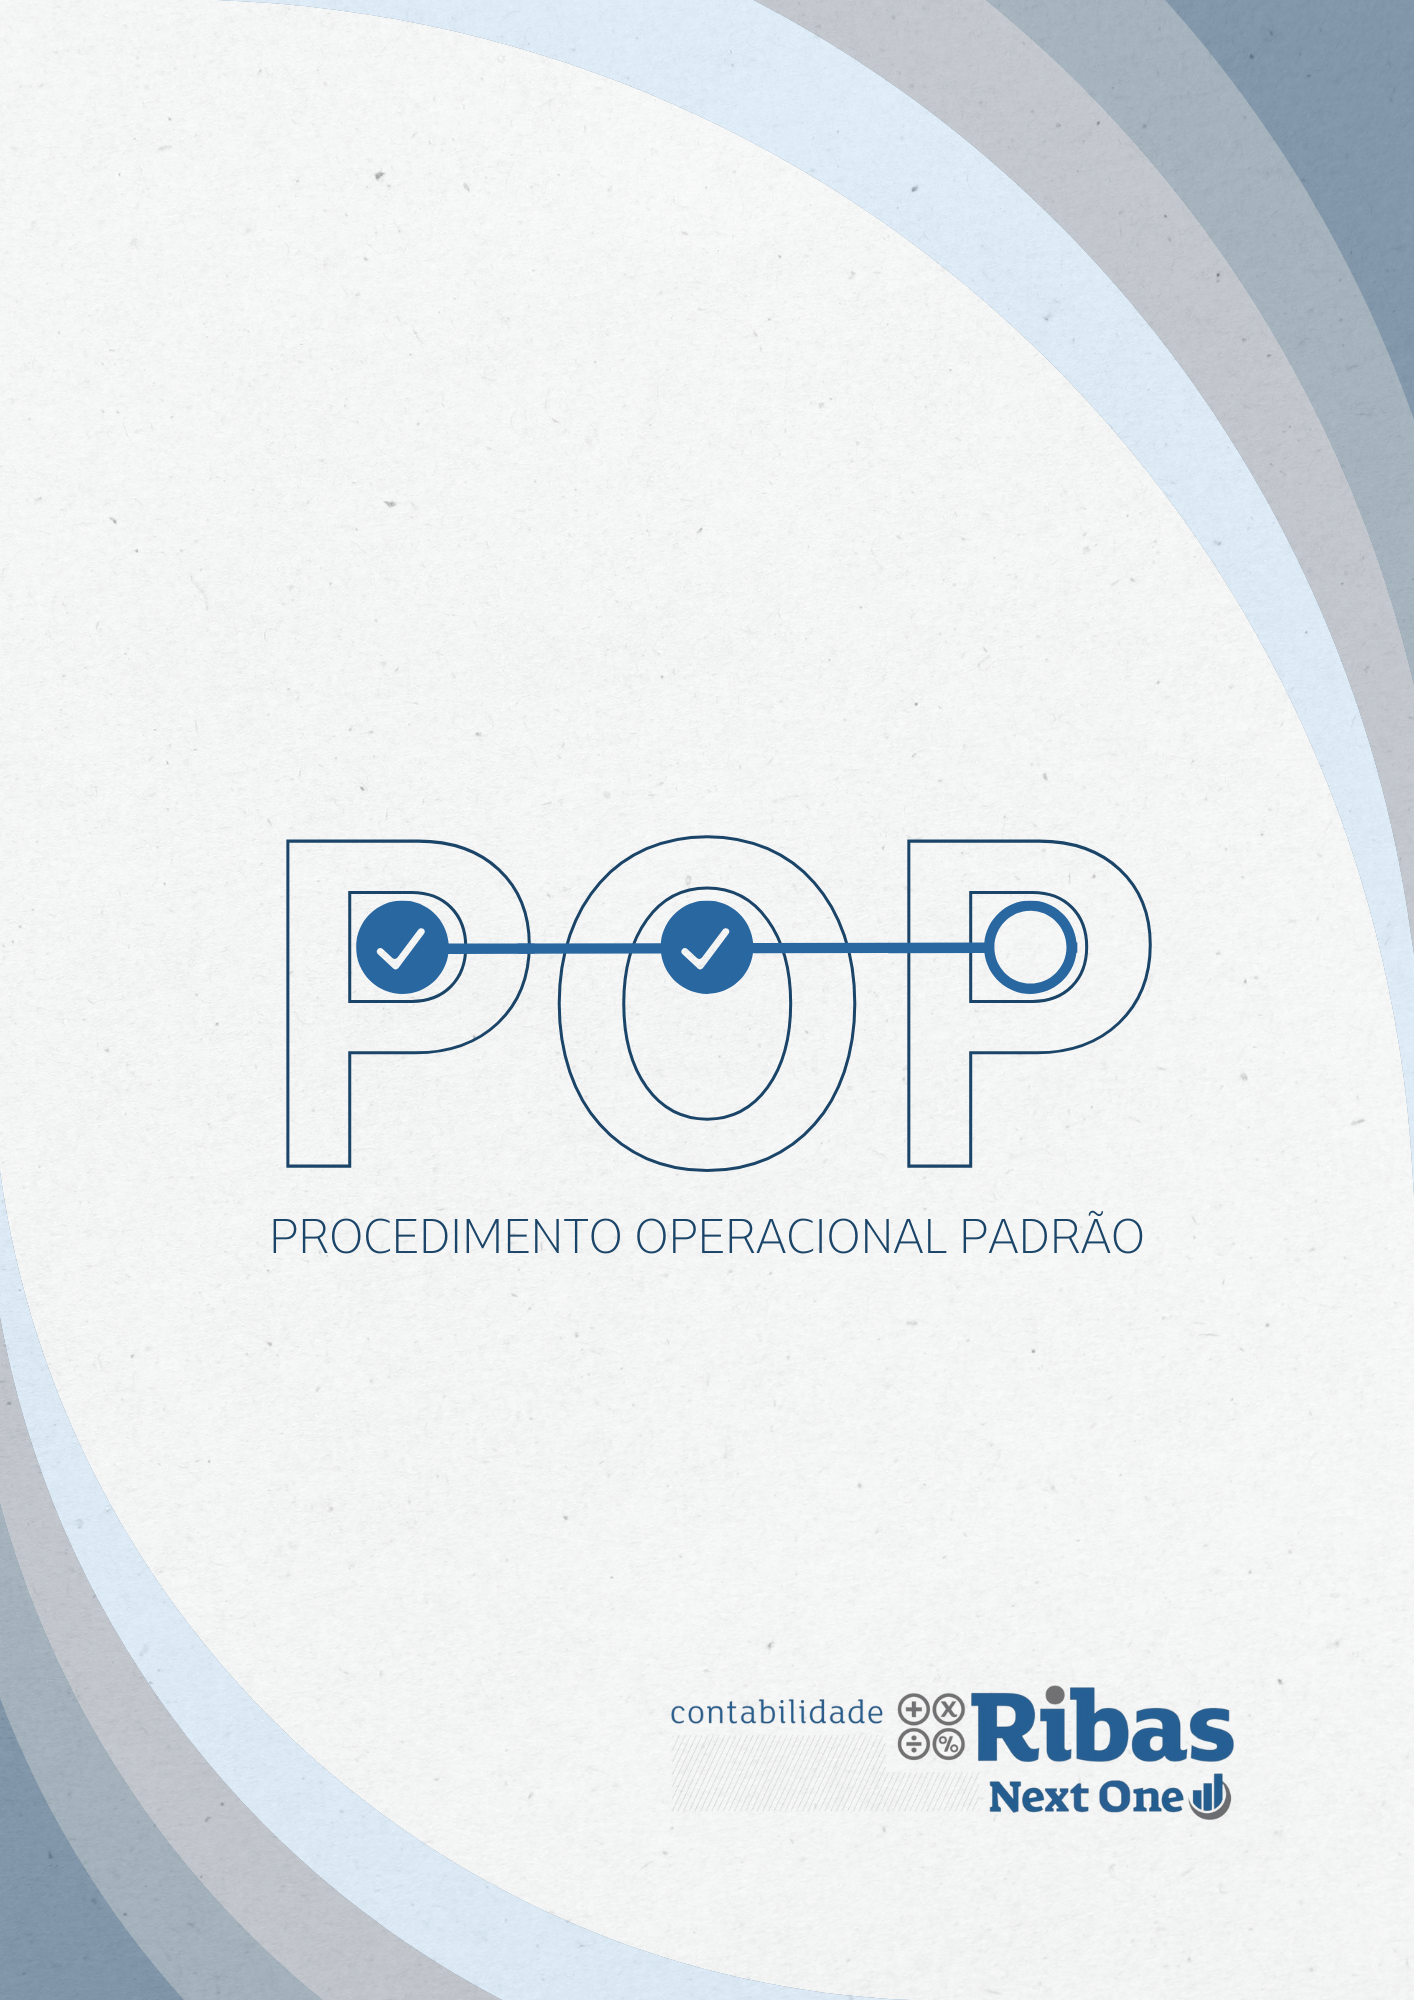 POP
PROCEDIMENTO OPERACIONAL PADRÃO
contabilidade Ribas
Next One